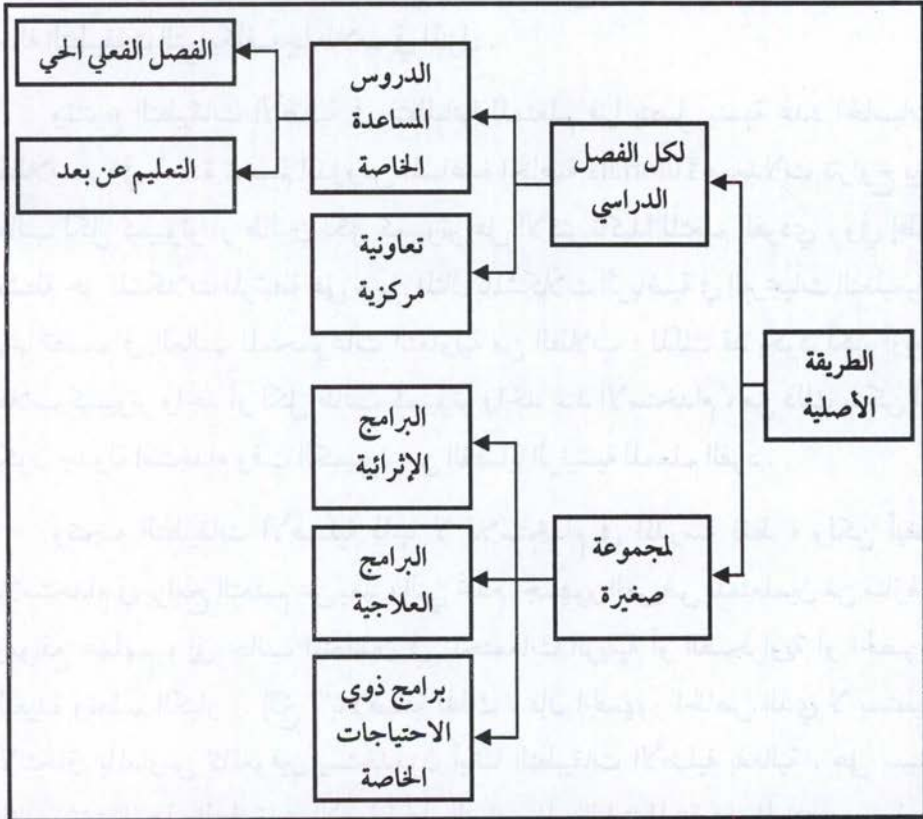 الطريقة
الأصلية
لكل الفصل
الدراسي
الدروس
المساعدة
الخاصة
الفصل الفعلي الحي
التعليم عن بعد
تعاونية
مركزية
لمجموعة
صغيرة
البرامج
الإثرائية
البرامج
العلاجية
برامج ذوي
الاحتياجات
الخاصة